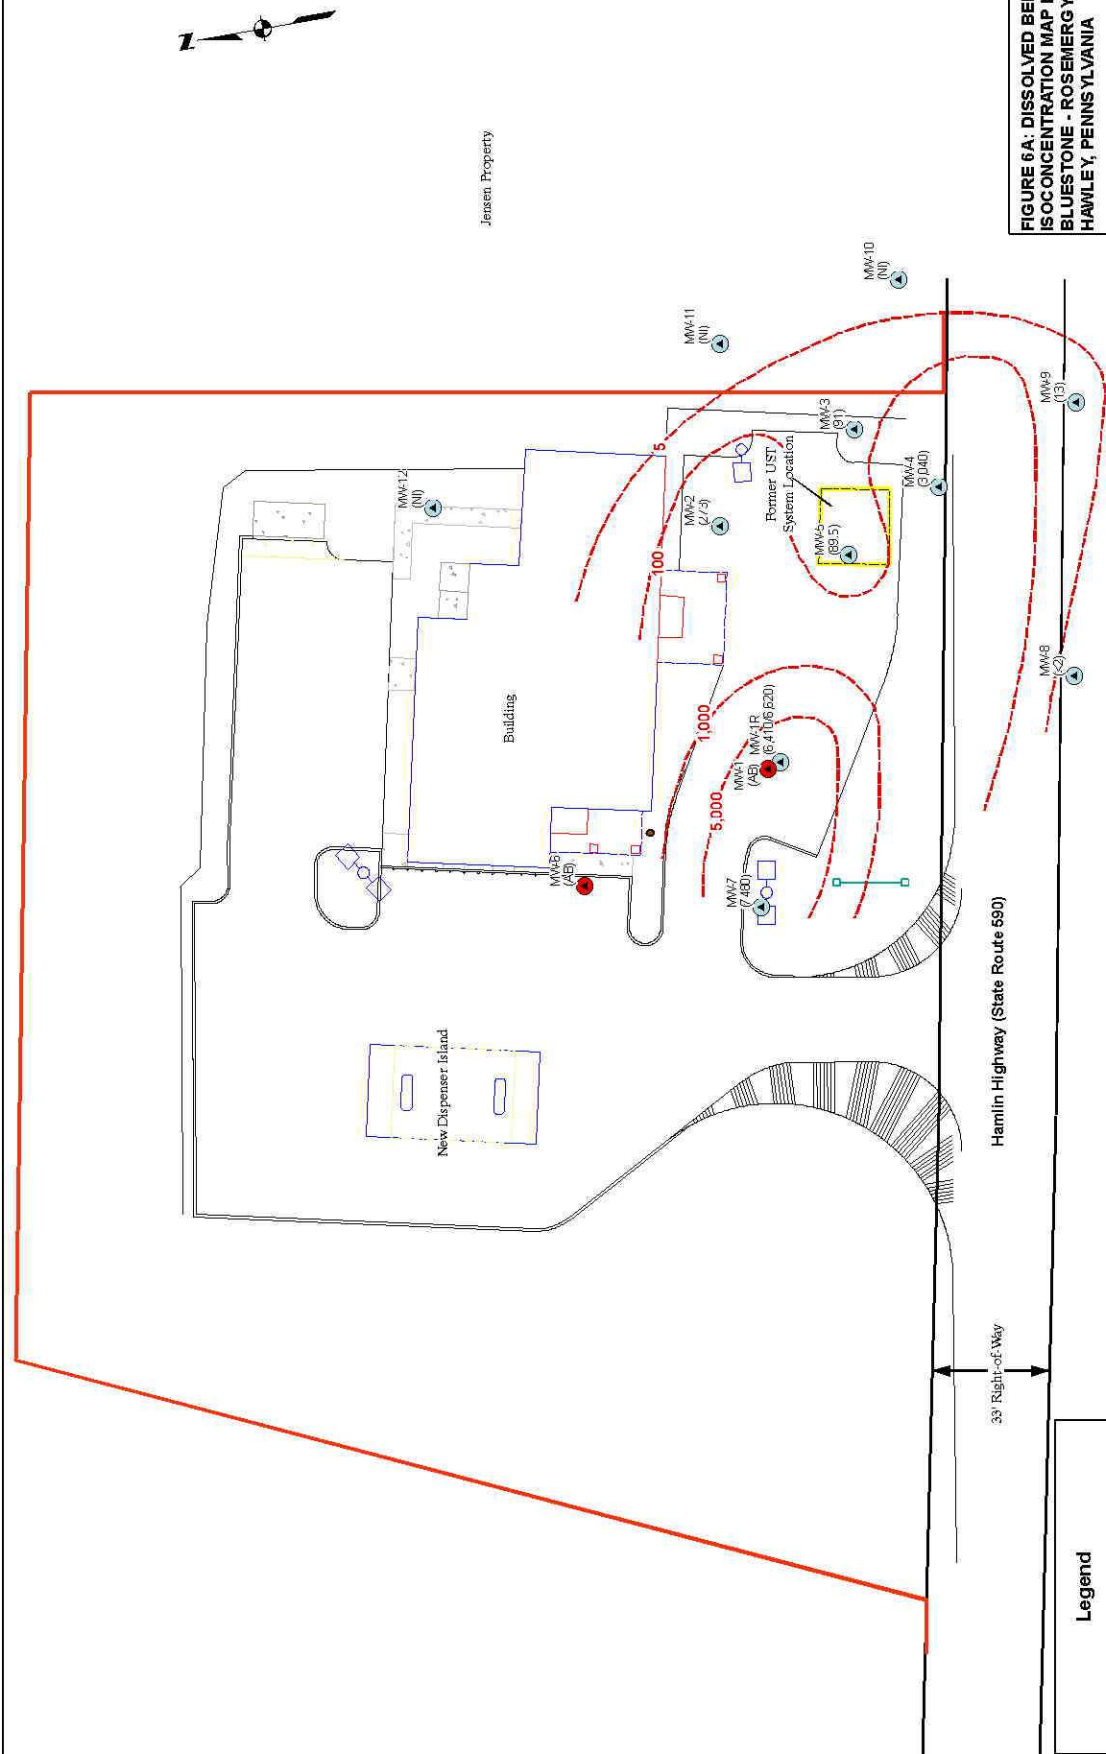 N
Jensen Property
MW-10
(NI)
MW-11
(NI)
MW-9
(13)
MW-3
(91)
MW-4
(3,040)
5
MW-12
(NI)
MW-2
(273)
Former UST
System Location
MW-5
(89.5)
100
MW-8
(<2)
Building
1,000
MW-1R
(6,410/6,620)
MW-1
(AB)
5,000
MW-6
(AB)
MW-7
(7,480)
New Dispenser Island
Hamlin Highway (State Route 590)
33' Right-of-Way
Legend
FIGURE 6A: DISSOLVED
ISOCONCENTRATION MAP
BLUESTONE - ROSEMERGY
HAWLEY, PENNSYLVANIA